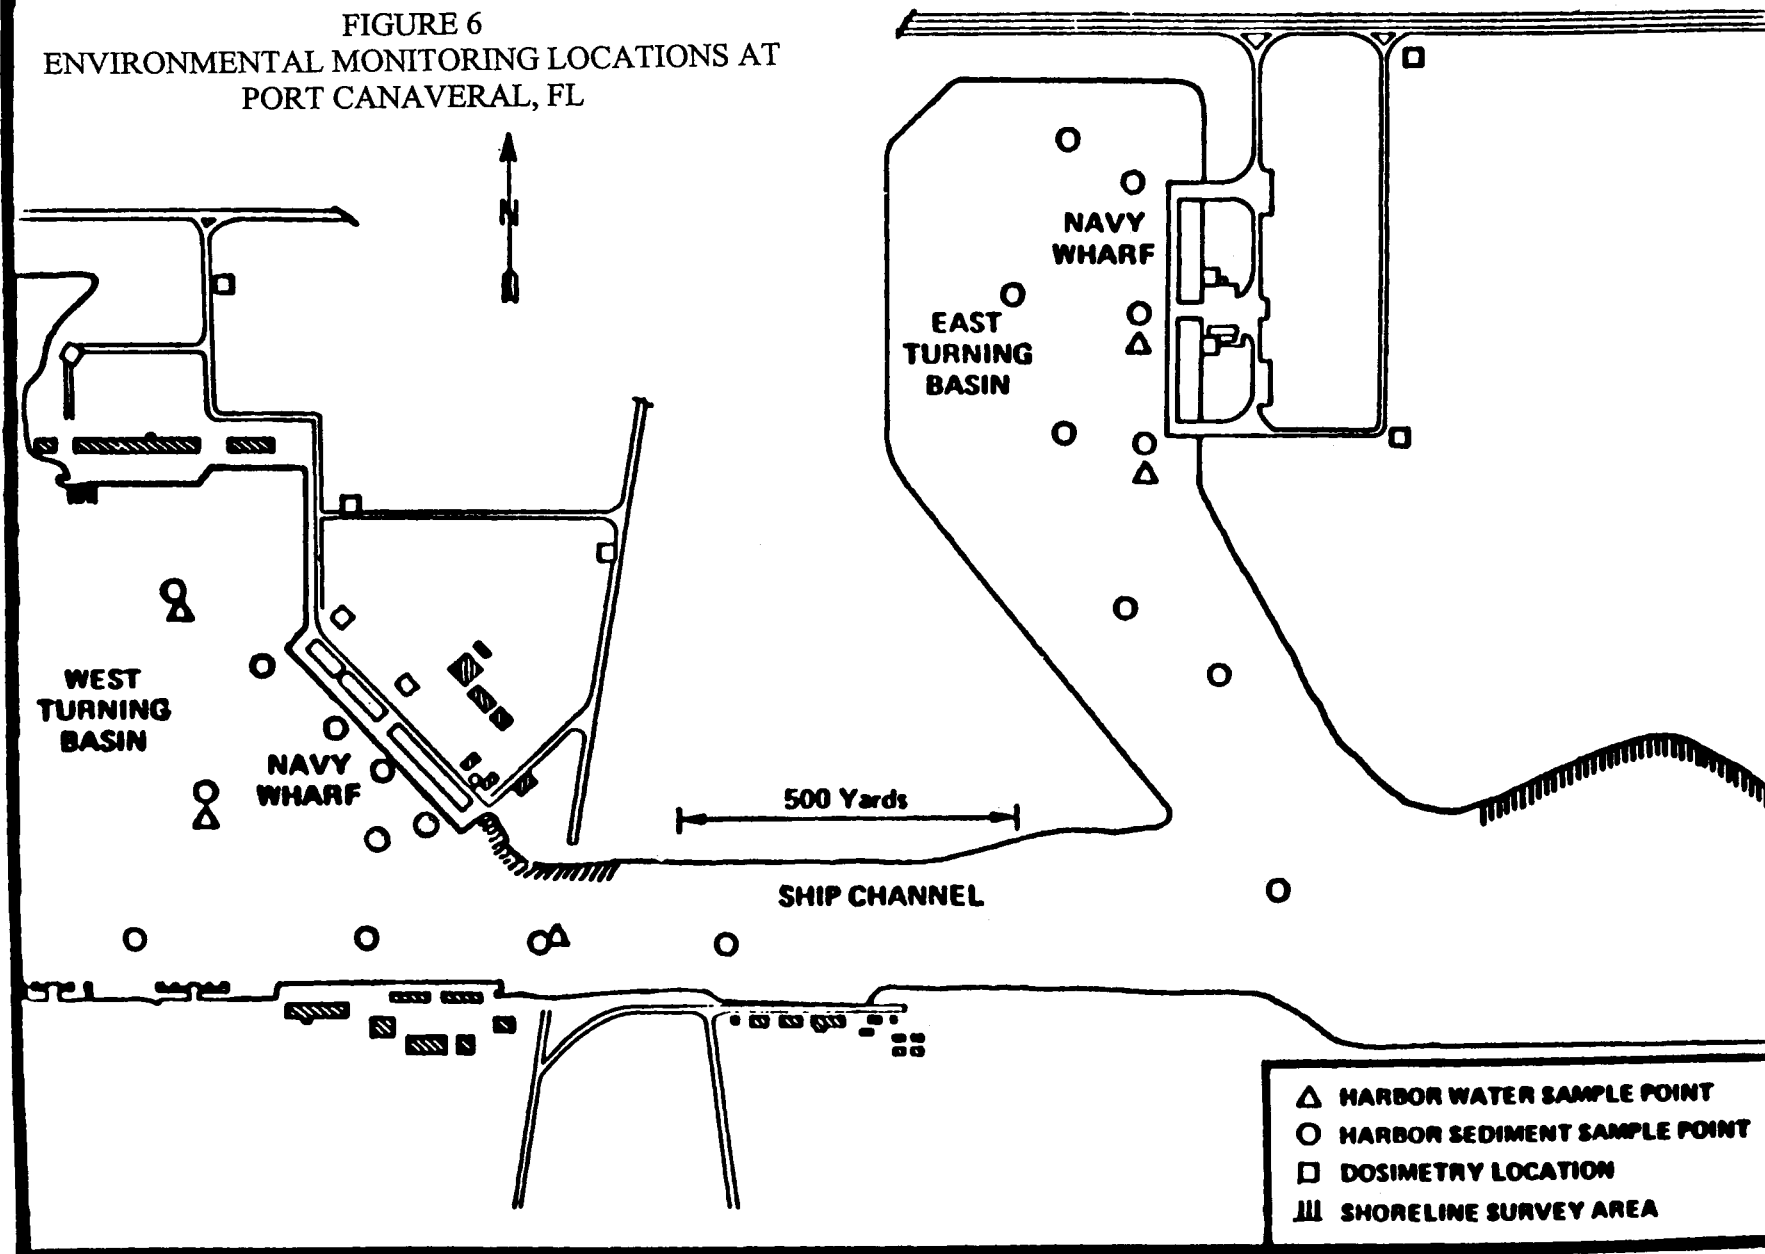 FIGURE 6
ENVIRONMENTAL MONITORING LOCATIONS AT
PORT CANAVERAL, FL
N
NAVY
WHARF
EAST
TURNING
BASIN
WEST
TURNING
BASIN
NAVY
WHARF
500 Yards
SHIP CHANNEL
HARBOR WATER SAMPLE POINT
HARBOR SEDIMENT SAMPLE POINT
DOSIMETRY LOCATION
SHORELINE SURVEY AREA